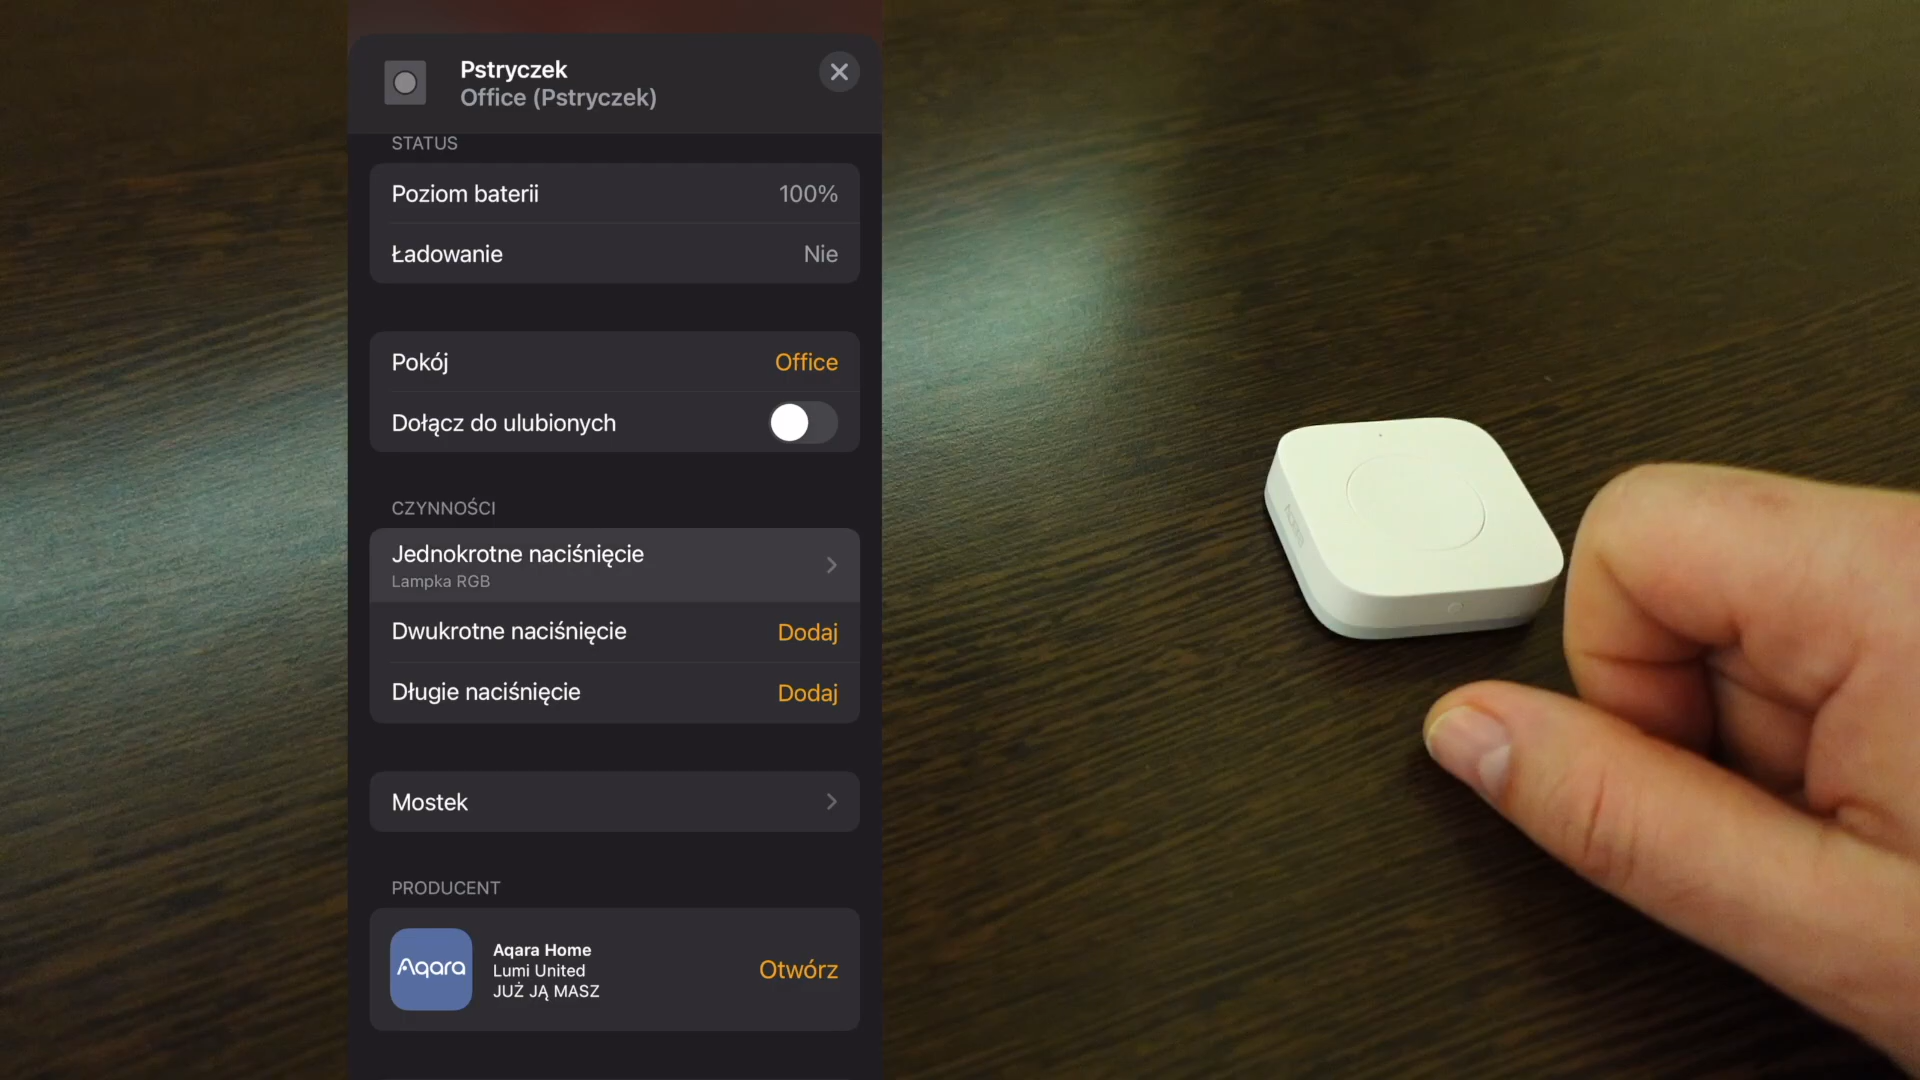 Pstryczek
Office (Pstryczek)
STATUS
Poziom baterii 100%
Ładowanie Nie
Pokój Office
Dołącz do ulubionych
CZYNNOŚCI
Jednokrotne naciśnięcie
Lampka RGB
Dwukrotne naciśnięcie Dodaj
Długie naciśnięcie Dodaj
Mostek
PRODUCENT
Aqara
Aqara Home
Lumi United
JUŻ JĄ MASZ
Otwórz
Aqara